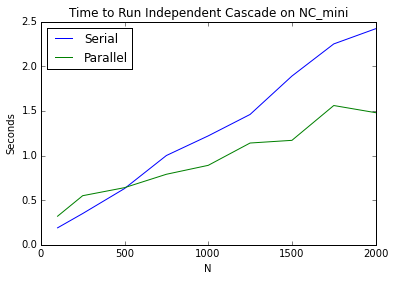 Time to Run Independent Cascade on NC_mini
Serial
Parallel
Seconds
2.5
2.0
1.5
1.0
0.5
0.0
0 500 1000 1500 2000
N